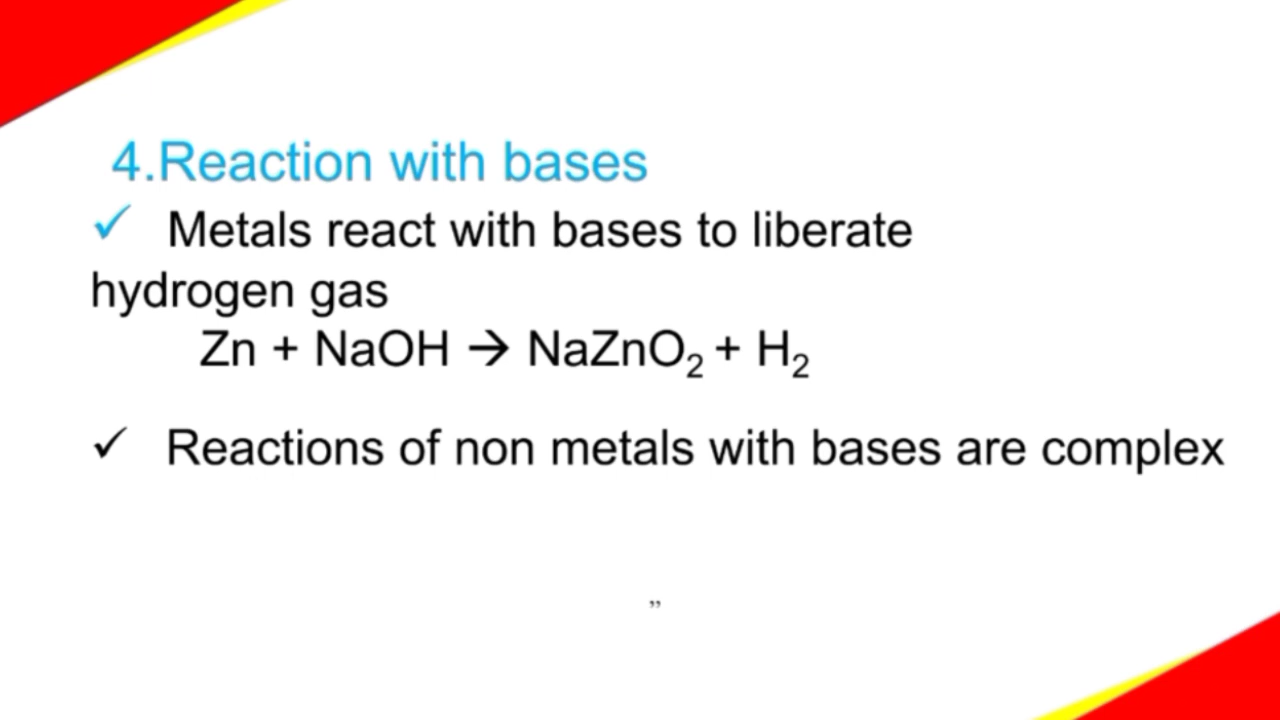 4.Reaction with bases
✓ Metals react with bases to liberate
hydrogen gas
Zn + NaOH → NaZnO₂ + H₂
✓ Reactions of non metals with bases are complex
”